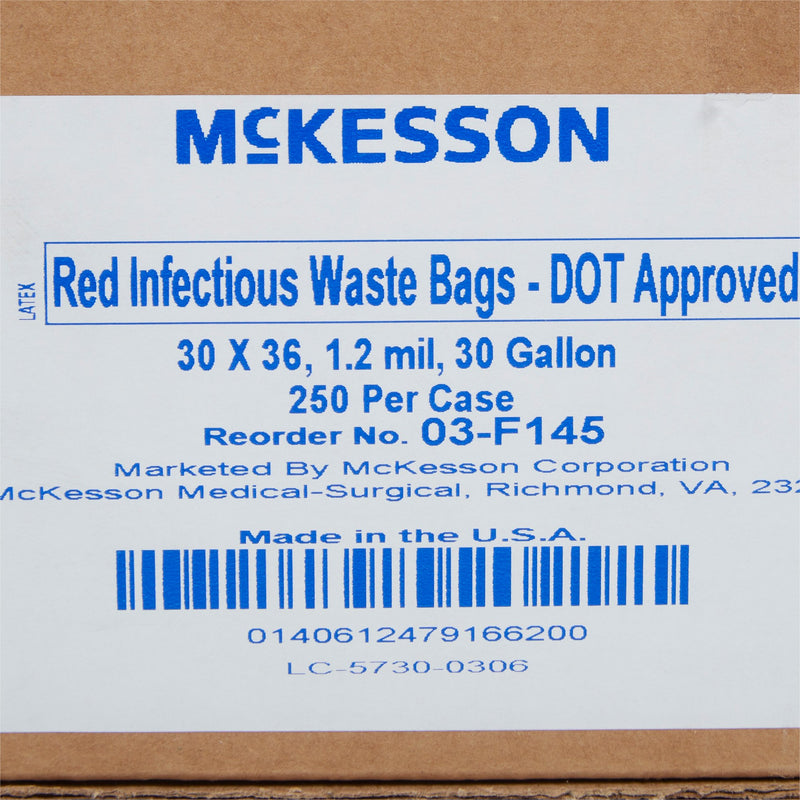 McKESSON
LATEX
Red Infectious Waste Bags - DOT Approved
30 X 36, 1.2 mil, 30 Gallon
250 Per Case
Reorder No. 03-F145
Marketed By McKesson Corporation
McKesson Medical-Surgical, Richmond, VA, 232
Made in the U.S.A.
0140612479166200
LC-5730-0306